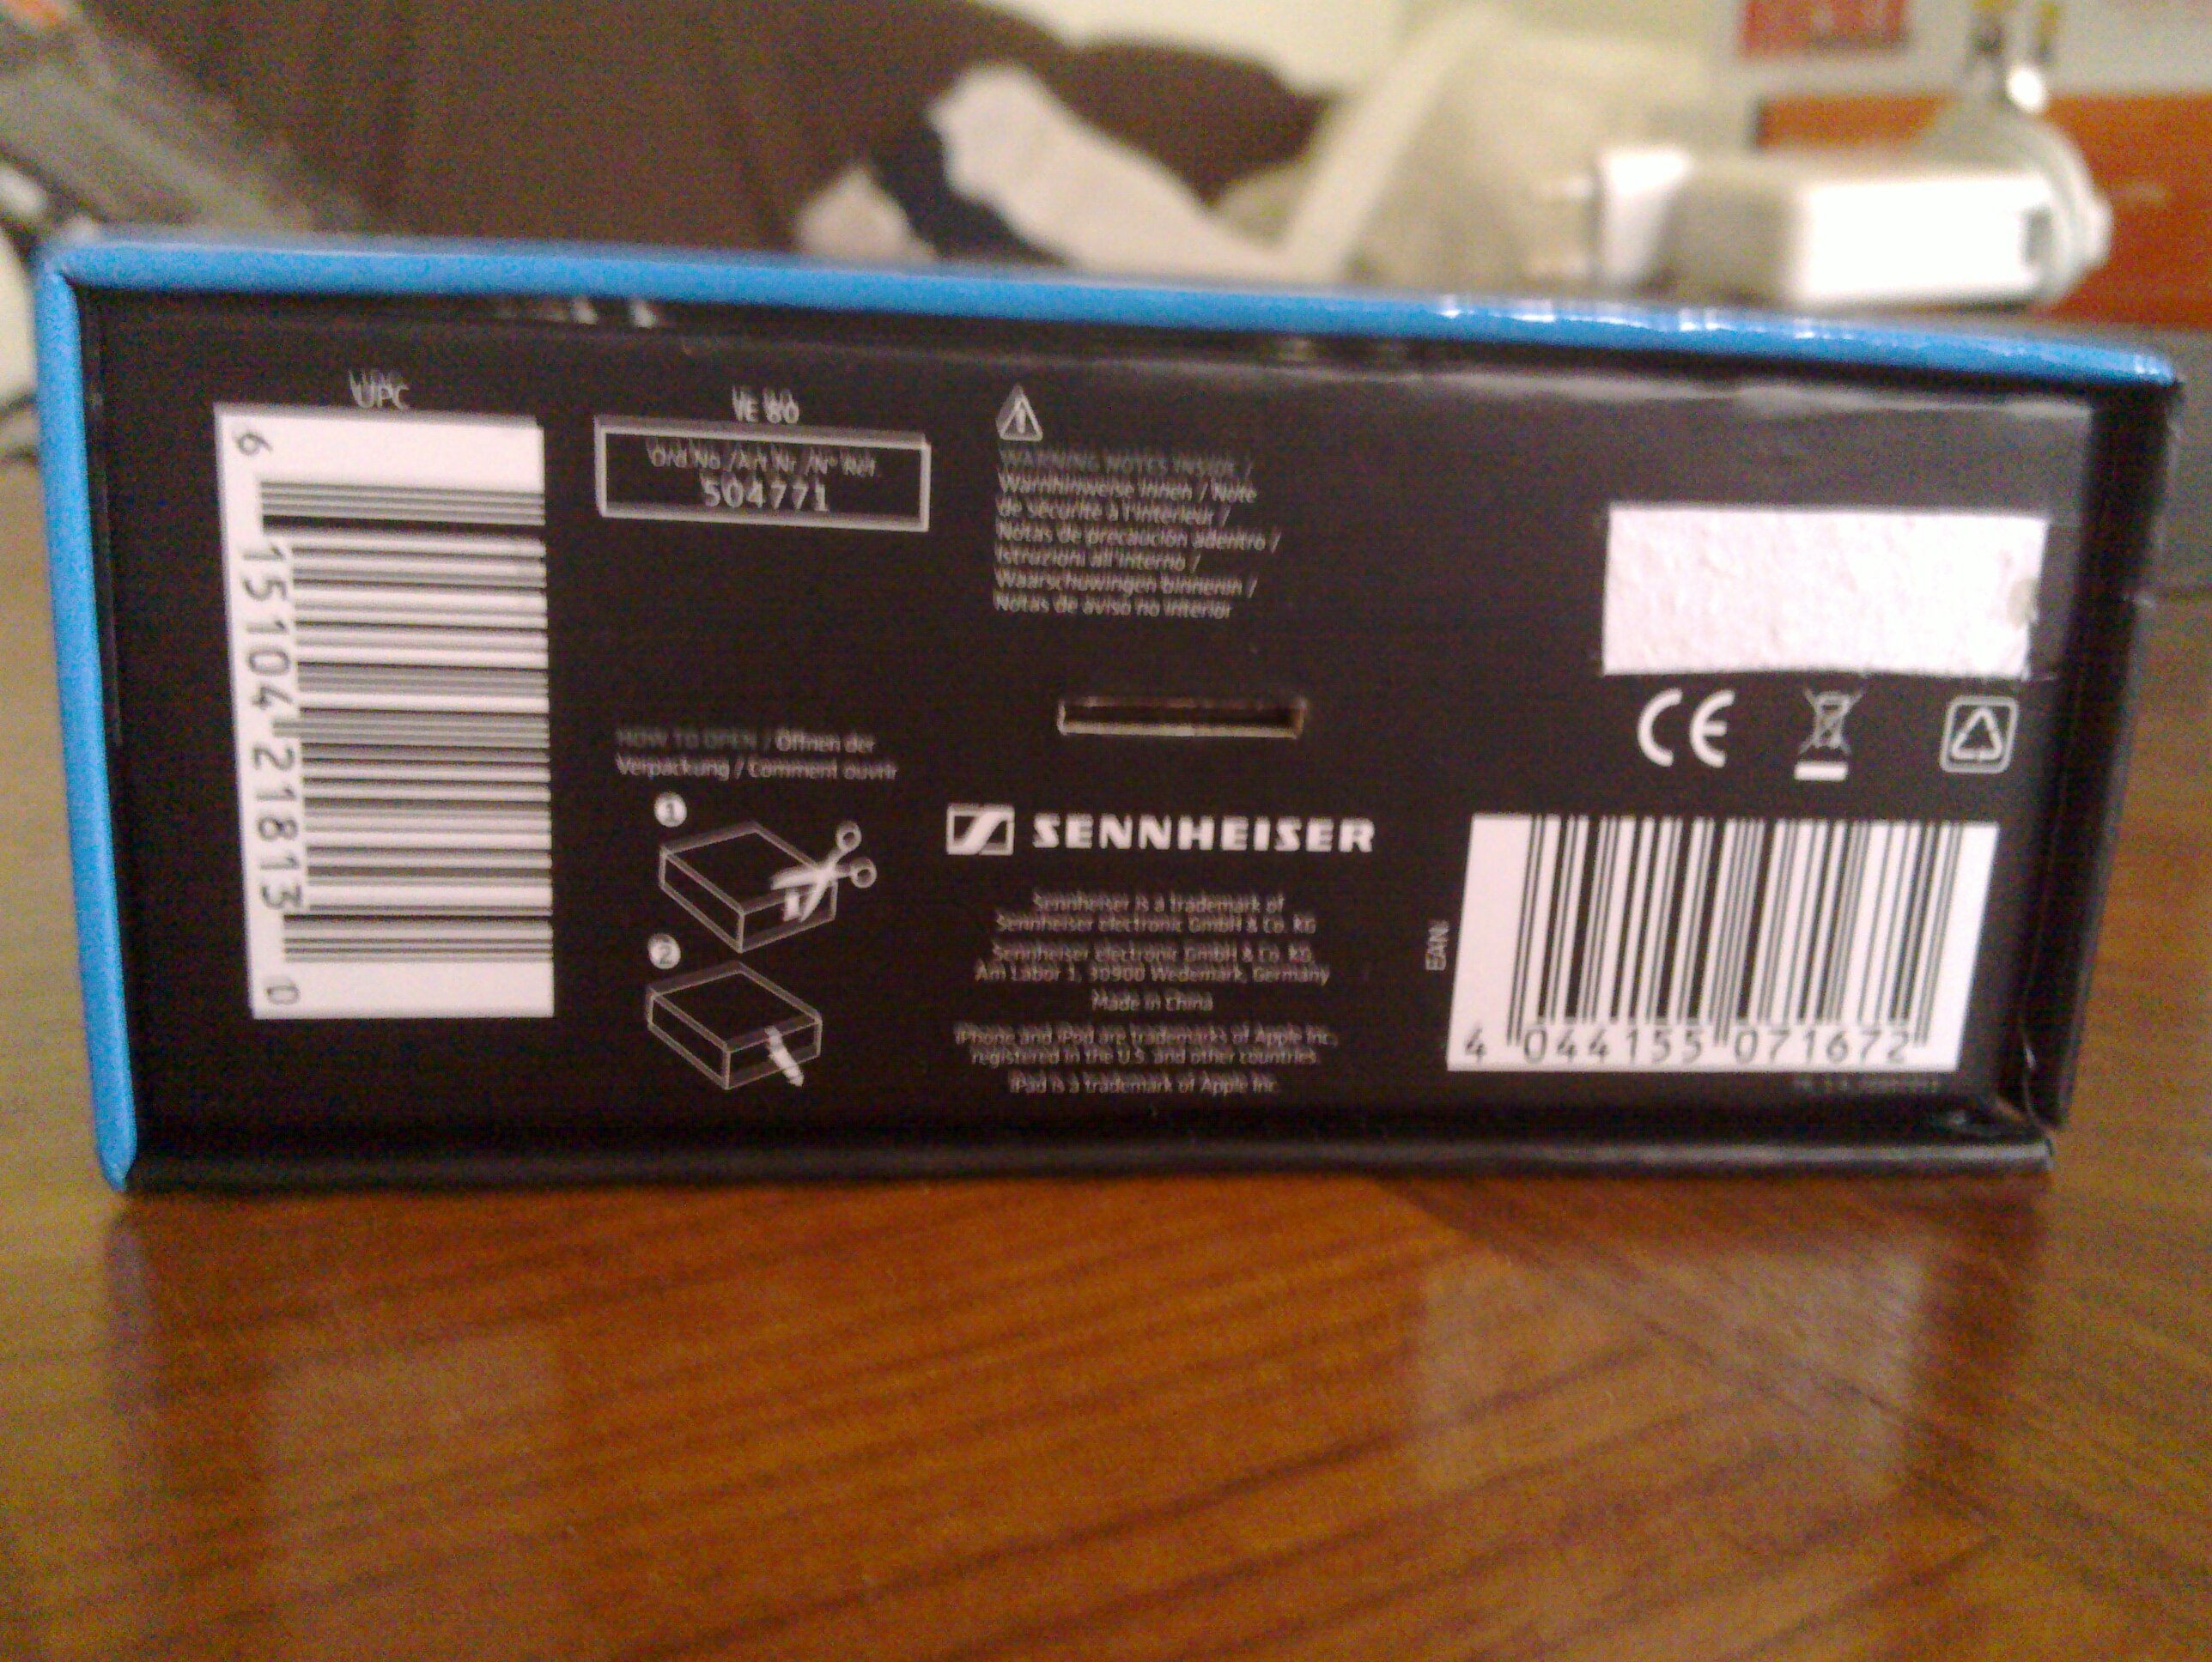 UPC
6 15104 21813 0
IE 80
Ord.No./Art.Nr./N° Réf.
504771
WARNING NOTES INSIDE /
Warnhinweise innen / Note
de sécurité à l'intérieur /
Notas de precaución adentro /
Istruzioni all'interno /
Waarschuwingen binnenin /
Notas de aviso no interior
HOW TO OPEN / Öffnen der
Verpackung / Comment ouvrir
1
2
SENNHEISER
Sennheiser is a trademark of
Sennheiser electronic GmbH & Co. KG
Sennheiser electronic GmbH & Co. KG
Am Labor 1, 30900 Wedemark, Germany
Made in China
iPhone and iPod are trademarks of Apple Inc.,
registered in the U.S. and other countries.
iPad is a trademark of Apple Inc.
CE
EAN
4 044155 071672